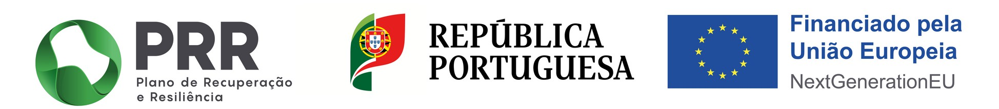 PRR
Plano de Recuperação
e Resiliência
REPÚBLICA
PORTUGUESA
Financiado pela
União Europeia
NextGenerationEU